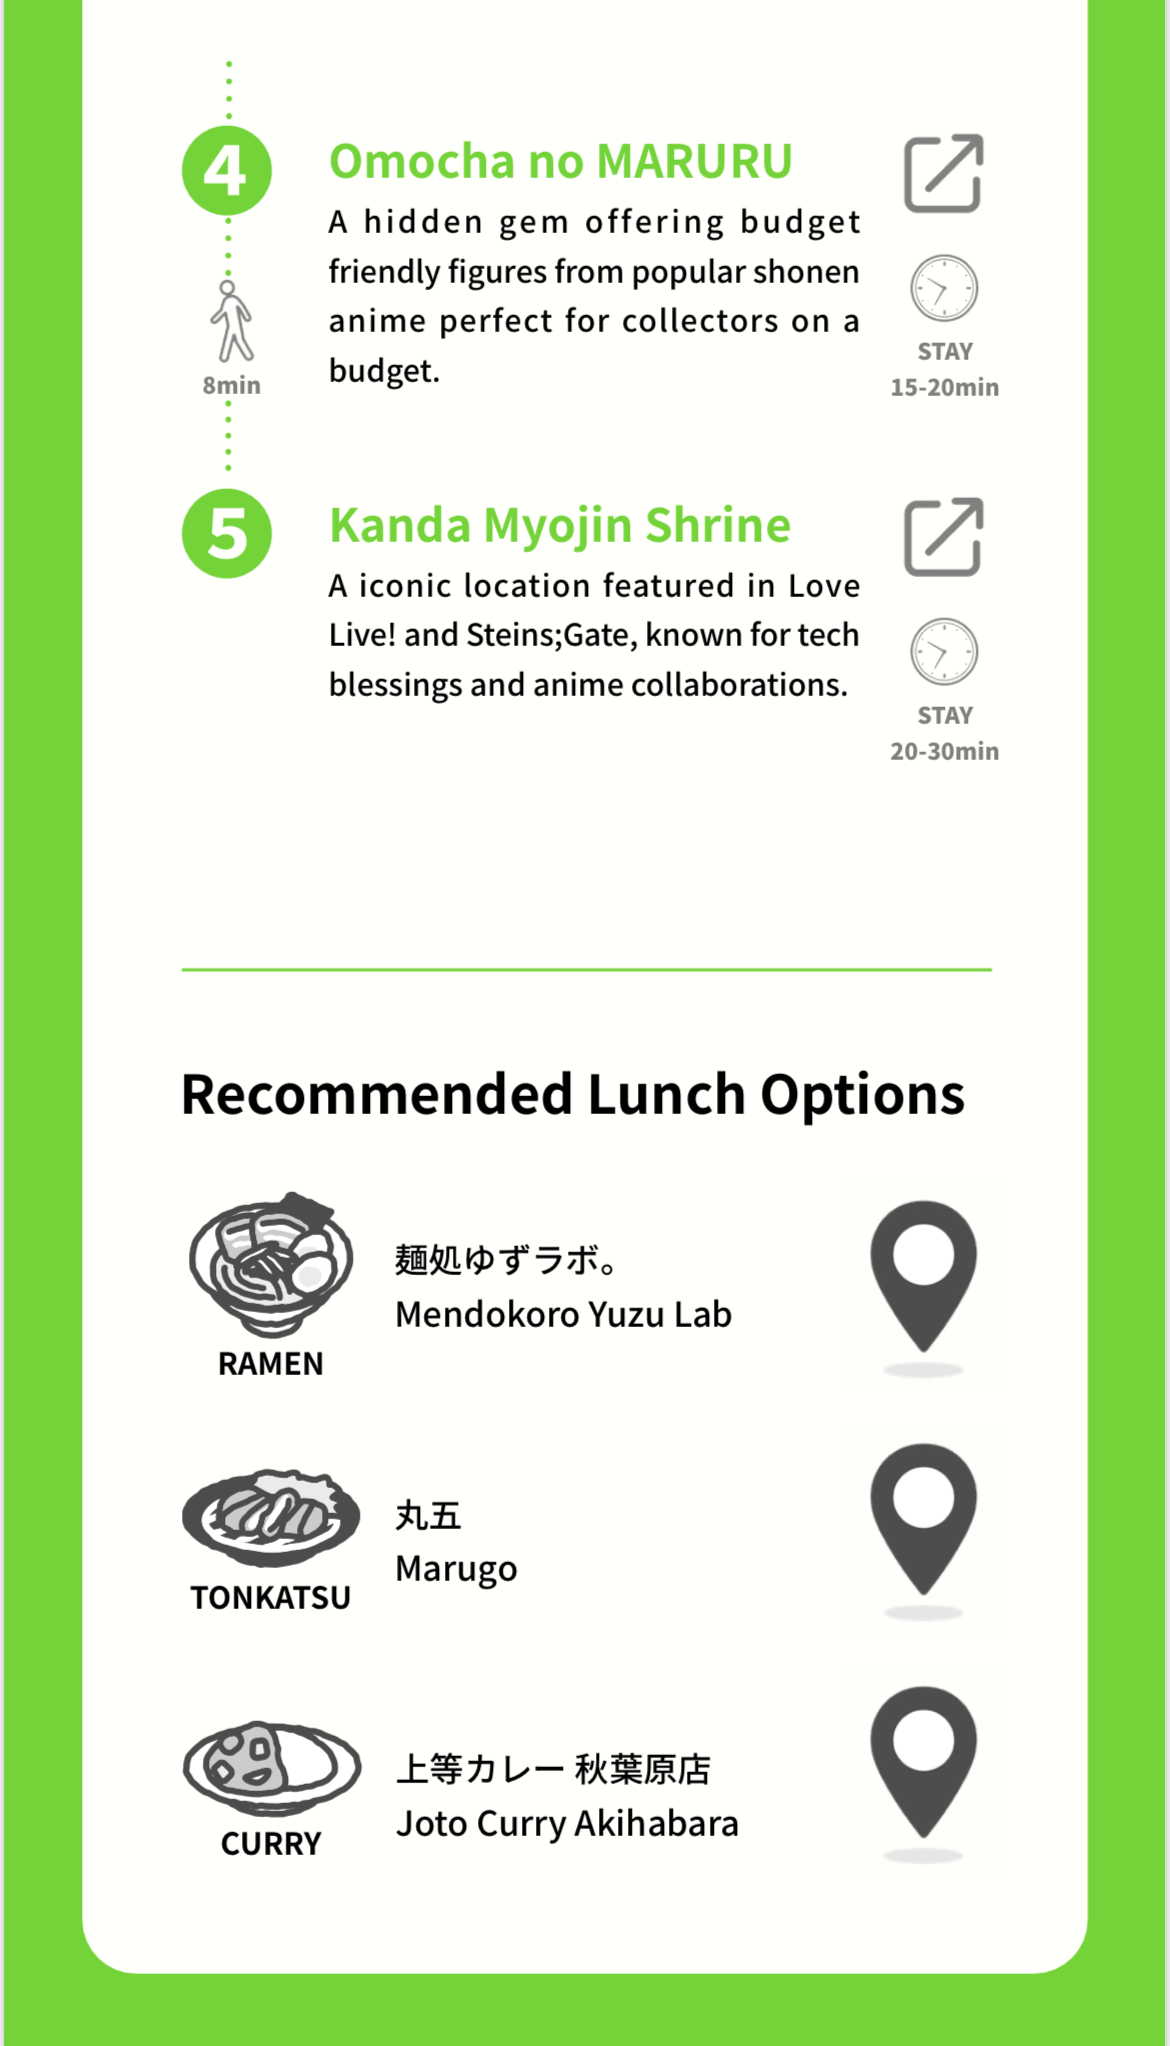 4
Omocha no MARURU
A hidden gem offering budget
friendly figures from popular shonen
anime perfect for collectors on a
budget.
STAY
15-20min
8min
5
Kanda Myojin Shrine
A iconic location featured in Love
Live! and Steins;Gate, known for tech
blessings and anime collaborations.
STAY
20-30min
Recommended Lunch Options
RAMEN
麺処ゆずラボ。
Mendokoro Yuzu Lab
TONKATSU
丸五
Marugo
CURRY
上等カレー 秋葉原店
Joto Curry Akihabara